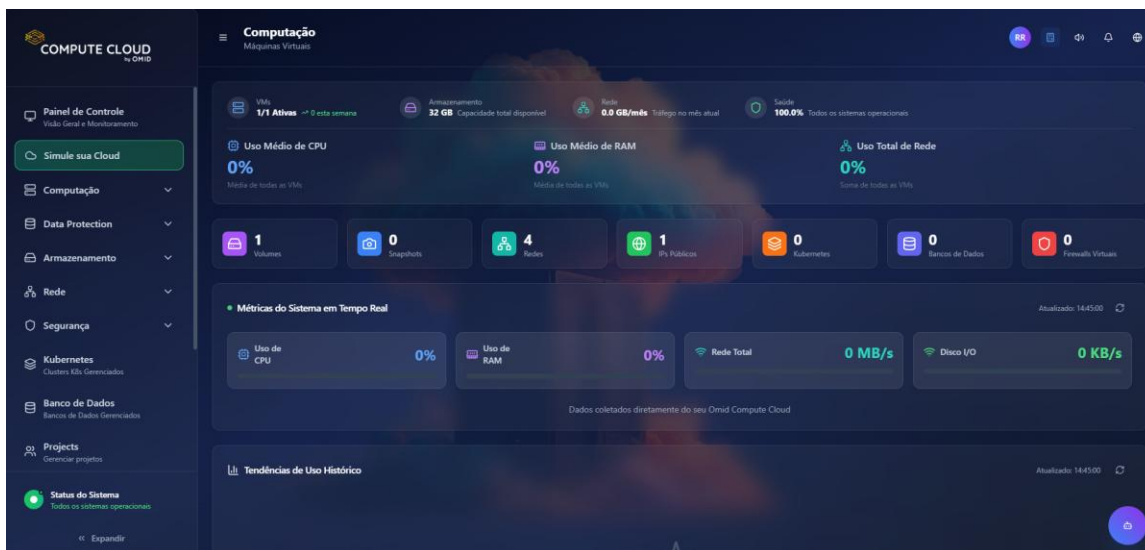 COMPUTE CLOUD
by OMID
Painel de Controle
Visão Geral e Monitoramento
Simule sua Cloud
Computação
Data Protection
Armazenamento
Rede
Segurança
Kubernetes
Clusters K8s Gerenciados
Banco de Dados
Bancos de Dados Gerenciados
Projects
Gerenciar projetos
Status do Sistema
Todos os sistemas operacionais
Expandir
Computação
Máquinas Virtuais
RR
VMs
1/1 Ativas 0 esta semana
Armazenamento
32 GB Capacidade total disponível
Rede
0.0 GB/mês Tráfego no mês atual
Saúde
100.0% Todos os sistemas operacionais
Uso Médio de CPU
0%
Média de todas as VMs
Uso Médio de RAM
0%
Média de todas as VMs
Uso Total de Rede
0%
Soma de todas as VMs
1
Volumes
0
Snapshots
4
Redes
1
IPs Públicos
0
Kubernetes
0
Bancos de Dados
0
Firewalls Virtuais
Métricas do Sistema em Tempo Real
Atualizado: 14:45:00
Uso de
CPU
0%
Uso de
RAM
0%
Rede Total
0 MB/s
Disco I/O
0 KB/s
Dados coletados diretamente do seu Omid Compute Cloud
Tendências de Uso Histórico
Atualizado: 14:45:00